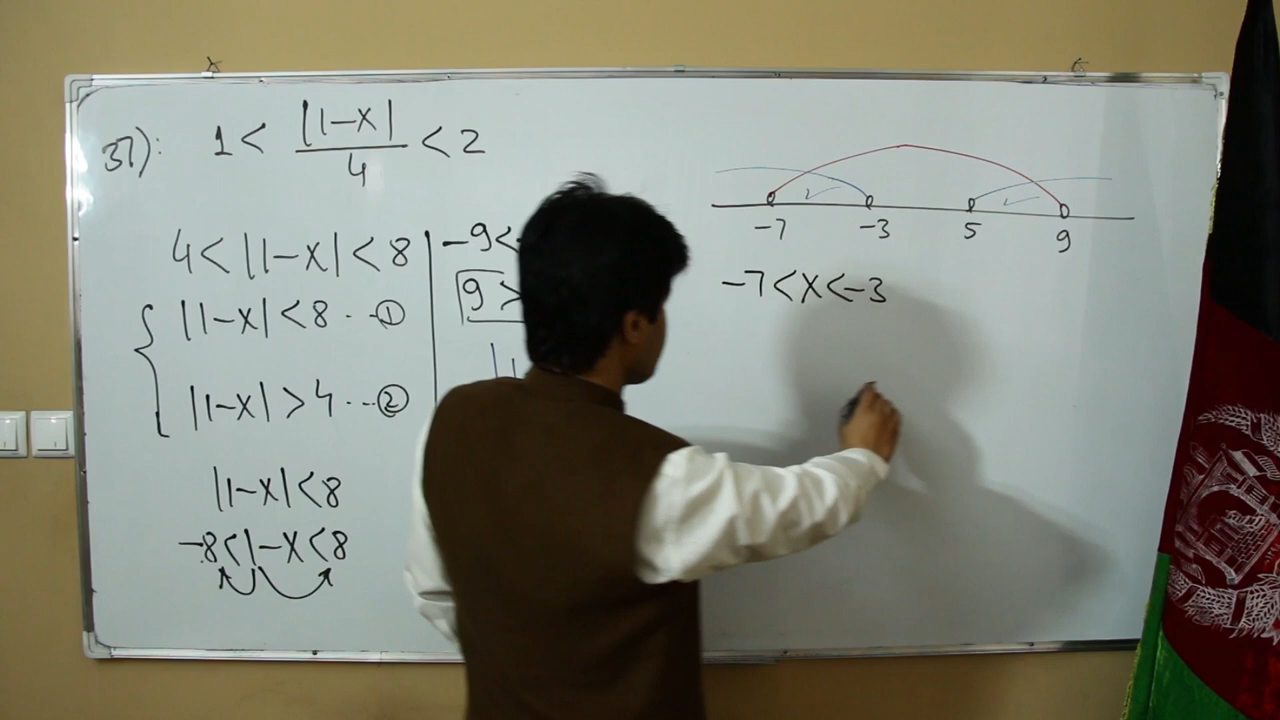 37): 1 < |1-x|/4 < 2
4 < |1-x| < 8
|1-x| < 8 --①
|1-x| > 4 ---②
|1-x| < 8
-8 < 1-x < 8
-9 <
9 >
-7 -3 5 9
-7 < x < -3